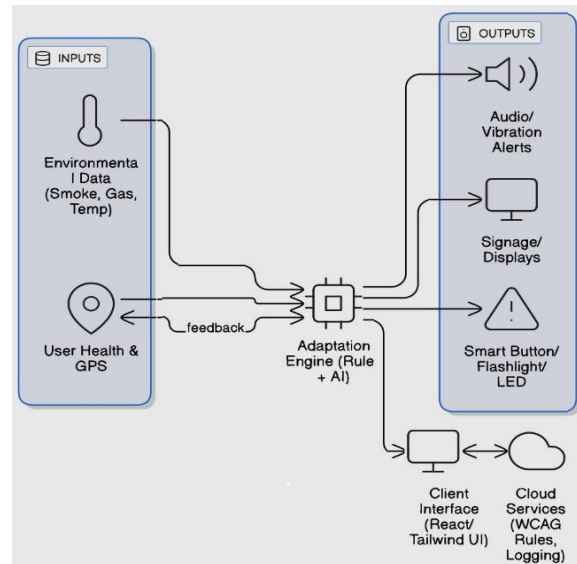 INPUTS
Environmenta
l Data
(Smoke, Gas,
Temp)
User Health &
GPS
feedback
Adaptation
Engine (Rule
+ AI)
OUTPUTS
Audio/
Vibration
Alerts
Signage/
Displays
Smart Button/
Flashlight/
LED
Client
Interface
(React/
Tailwind UI)
Cloud
Services
(WCAG
Rules,
Logging)